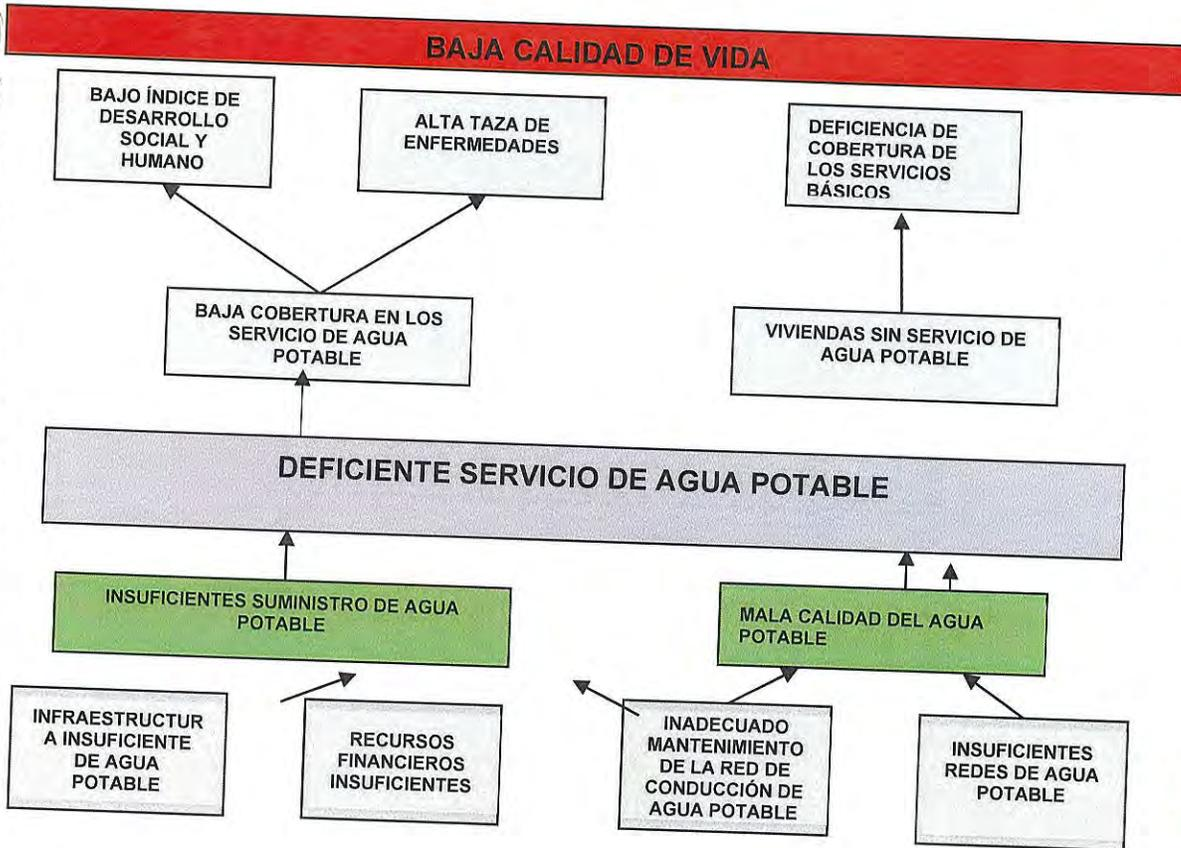 BAJA CALIDAD DE VIDA
BAJO ÍNDICE DE
DESARROLLO
SOCIAL Y
HUMANO
ALTA TAZA DE
ENFERMEDADES
DEFICIENCIA DE
COBERTURA DE
LOS SERVICIOS
BÁSICOS
BAJA COBERTURA EN LOS
SERVICIO DE AGUA
POTABLE
VIVIENDAS SIN SERVICIO DE
AGUA POTABLE
DEFICIENTE SERVICIO DE AGUA POTABLE
INSUFICIENTES SUMINISTRO DE AGUA
POTABLE
MALA CALIDAD DEL AGUA
POTABLE
INFRAESTRUCTUR
A INSUFICIENTE
DE AGUA
POTABLE
RECURSOS
FINANCIEROS
INSUFICIENTES
INADECUADO
MANTENIMIENTO
DE LA RED DE
CONDUCCIÓN DE
AGUA POTABLE
INSUFICIENTES
REDES DE AGUA
POTABLE